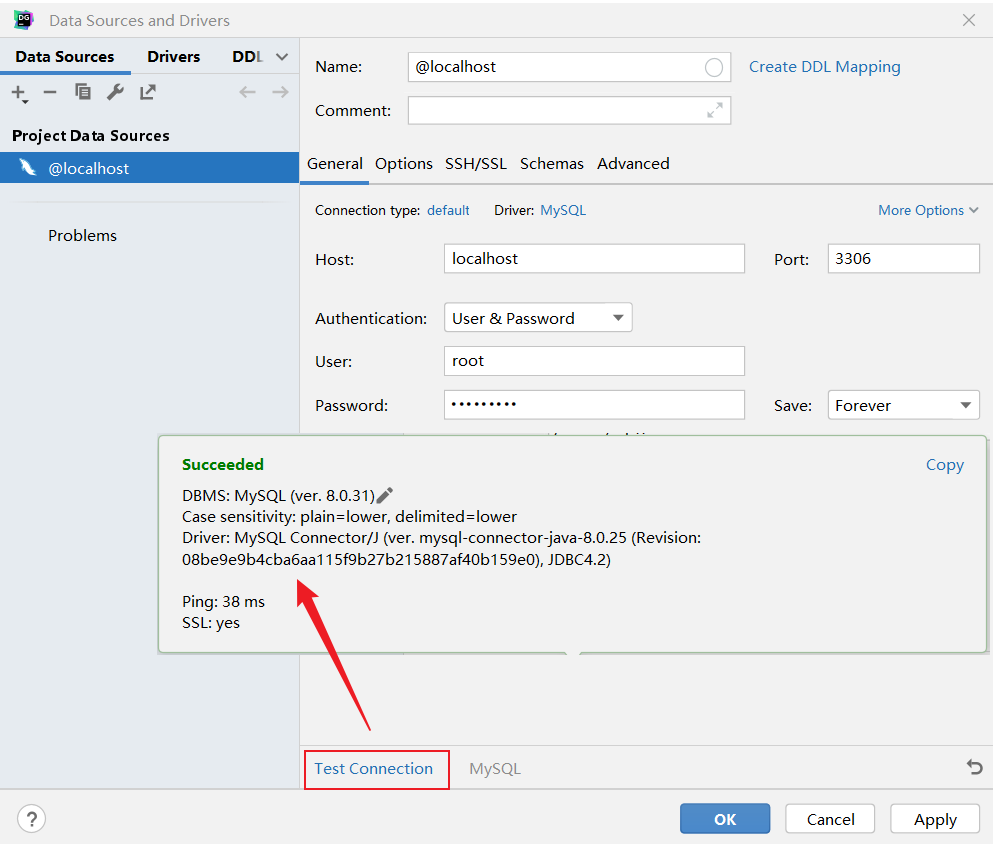 DG Data Sources and Drivers
Data Sources Drivers DDL
Name: @localhost Create DDL Mapping
Comment:
Project Data Sources
@localhost
Problems
General Options SSH/SSL Schemas Advanced
Connection type: default Driver: MySQL More Options
Host: localhost Port: 3306
Authentication: User & Password
User: root
Password: ••••••••• Save: Forever
Succeeded Copy
DBMS: MySQL (ver. 8.0.31)
Case sensitivity: plain=lower, delimited=lower
Driver: MySQL Connector/J (ver. mysql-connector-java-8.0.25 (Revision:
08be9e9b4cba6aa115f9b27b215887af40b159e0), JDBC4.2)
Ping: 38 ms
SSL: yes
Test Connection MySQL
? OK Cancel Apply